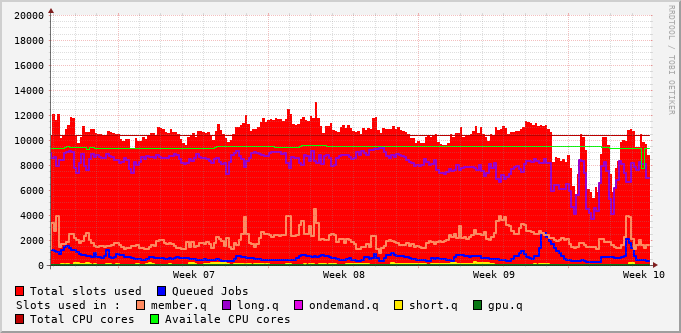 20000
18000
16000
14000
12000
10000
8000
6000
4000
2000
0
Week 07 Week 08 Week 09 Week 10
RRDTOOL / TOBI OETIKER
Total slots used Queued Jobs
Slots used in : member.q long.q ondemand.q short.q gpu.q
Total CPU cores Availale CPU cores